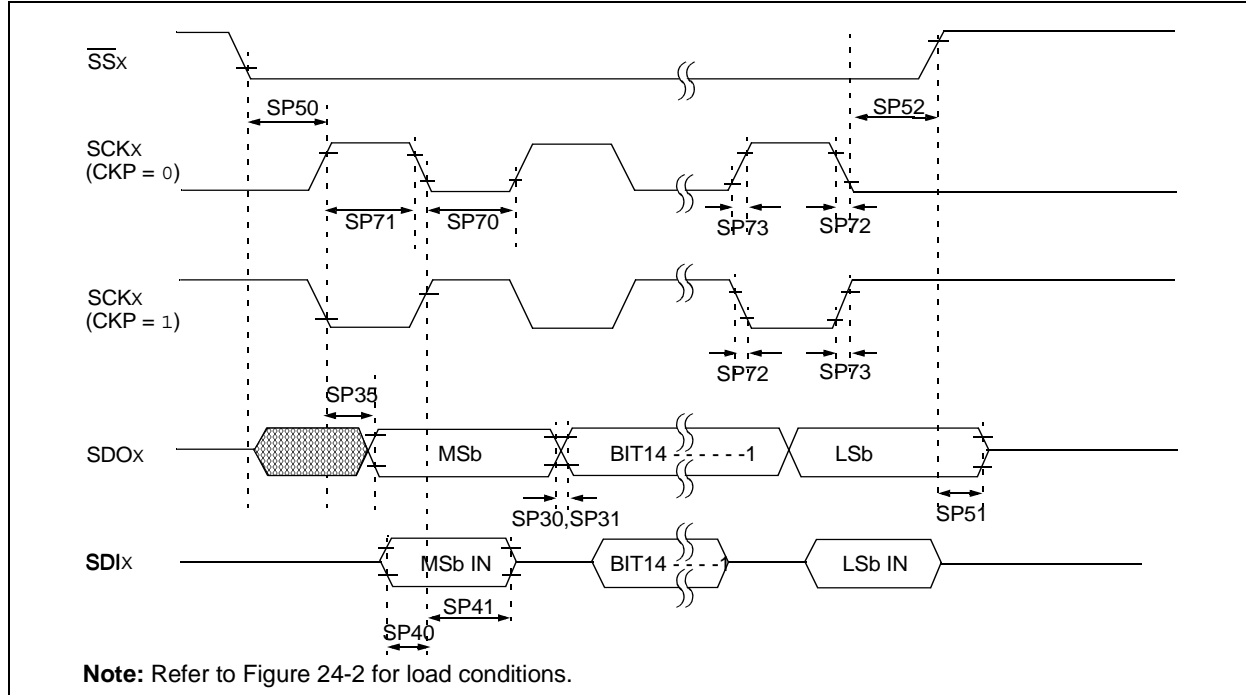 SSX
SP50
SP52
SCKX
(CKP = 0)
SP71
SP70
SP73
SP72
SCKX
(CKP = 1)
SP72
SP73
SP35
SDOX
MSb
BIT14 - - - - - -1
LSb
SP30,SP31
SP51
SDIX
MSb IN
BIT14 - - - - -1
LSb IN
SP41
SP40
Note: Refer to Figure 24-2 for load conditions.